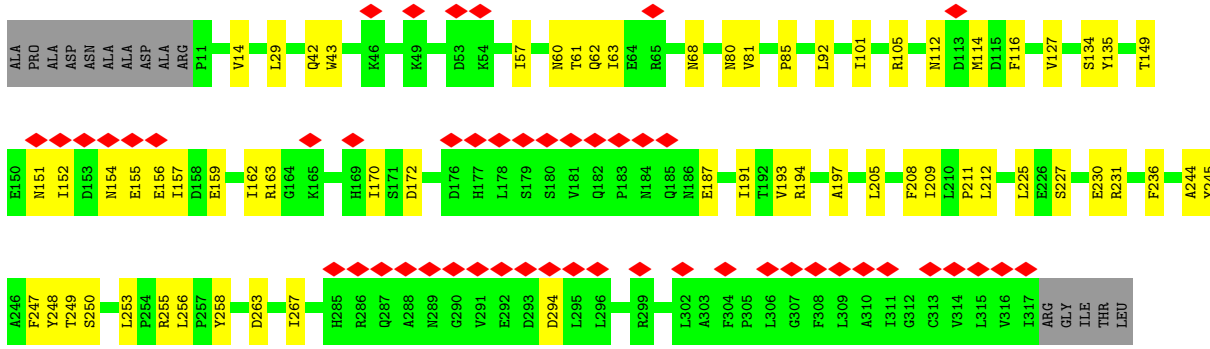 ALA PRO ALA ASP ASN ALA ALA ASP ALA ARG P11 V14 L29 Q42 W43 K46 K49 D53 K54 I57 N60 T61 Q62 I63 E64 R65 N68 N80 V81 P85 L92 I101 R105 N112 D113 M114 D115 F116 V127 S134 Y135 T149
E150 N151 I152 D153 N154 E155 E156 I157 D158 E159 I162 R163 G164 K165 H169 I170 S171 D172 D176 H177 L178 S179 S180 V181 Q182 P183 N184 Q185 N186 E187 I191 T192 V193 R194 A197 L205 F208 I209 L210 P211 L212 L225 E226 S227 E230 R231 F236 A244 Y245
A246 F247 Y248 T249 S250 L253 P254 R255 L256 P257 Y258 D263 I267 H285 R286 Q287 A288 N289 G290 V291 E292 D293 D294 L295 L296 R299 L302 A303 F304 P305 L306 G307 F308 L309 A310 I311 G312 C313 V314 L315 V316 I317 ARG GLY ILE THR LEU